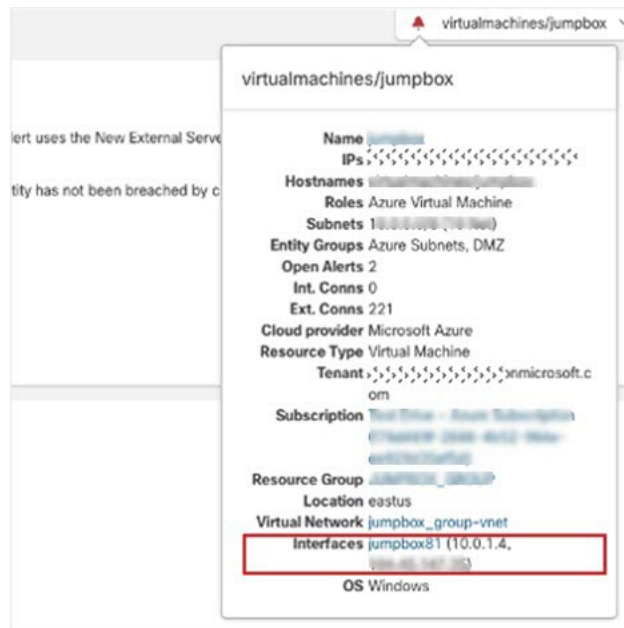 virtualmachines/jumpbox
virtualmachines/jumpbox
lert uses the New External Serve
tity has not been breached by c
Name
IPs
Hostnames
Roles Azure Virtual Machine
Subnets
Entity Groups Azure Subnets, DMZ
Open Alerts 2
Int. Conns 0
Ext. Conns 221
Cloud provider Microsoft Azure
Resource Type Virtual Machine
Tenant onmicrosoft.c
om
Subscription
Resource Group
Location eastus
Virtual Network jumpbox_group-vnet
Interfaces jumpbox81 (10.0.1.4,
OS Windows